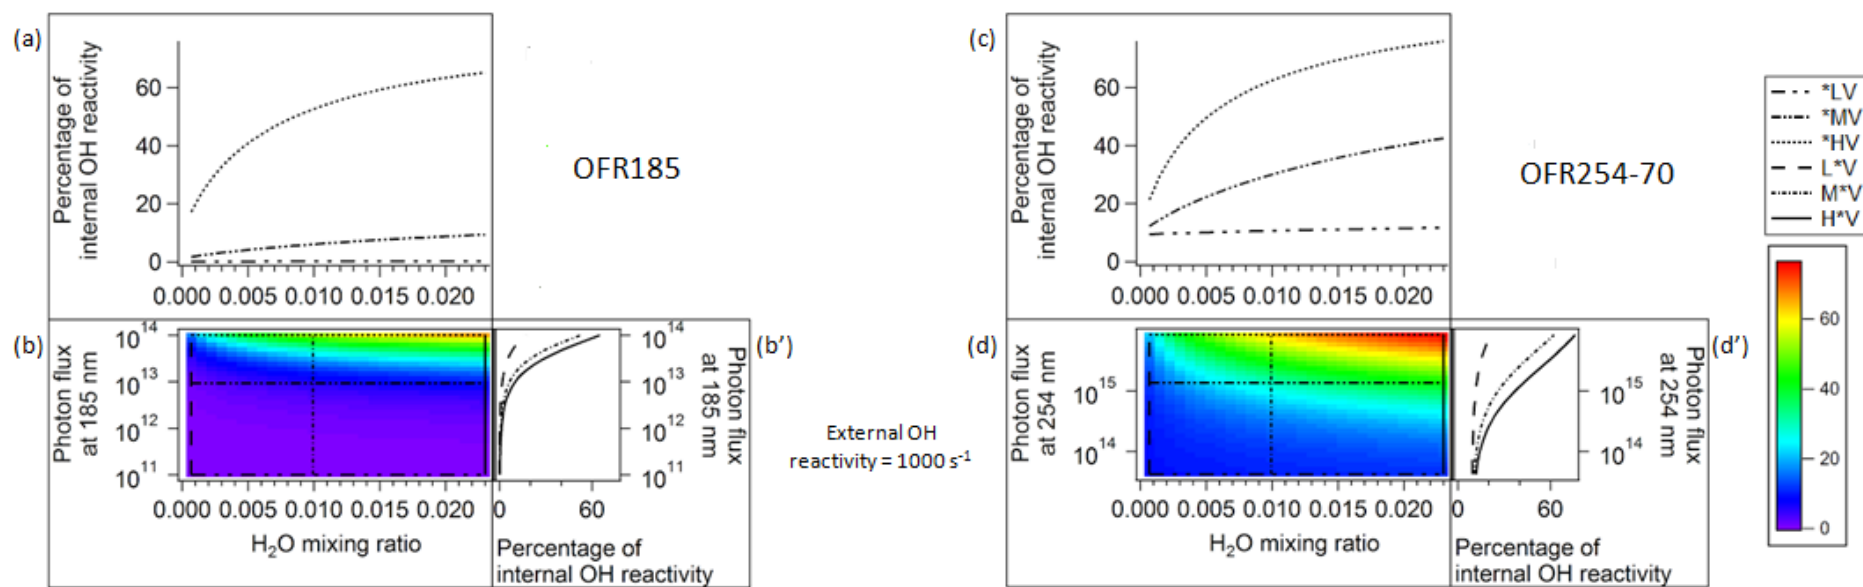 (a)
Percentage of
internal OH reactivity
60
40
20
0
0.000 0.005 0.010 0.015 0.020
OFR185
(b)
Photon flux
at 185 nm
10^14
10^13
10^12
10^11
0.000 0.005 0.010 0.015 0.020
H₂O mixing ratio
(b')
10^14
10^13
10^12
10^11
Photon flux
at 185 nm
0 60
Percentage of
internal OH reactivity
External OH
reactivity = 1000 s⁻¹
(c)
Percentage of
internal OH reactivity
60
40
20
0
0.000 0.005 0.010 0.015 0.020
OFR254-70
(d)
Photon flux
at 254 nm
10^15
10^14
0.000 0.005 0.010 0.015 0.020
H₂O mixing ratio
(d')
10^15
10^14
Photon flux
at 254 nm
0 60
Percentage of
internal OH reactivity
*LV
*MV
*HV
L*V
M*V
H*V
60
40
20
0